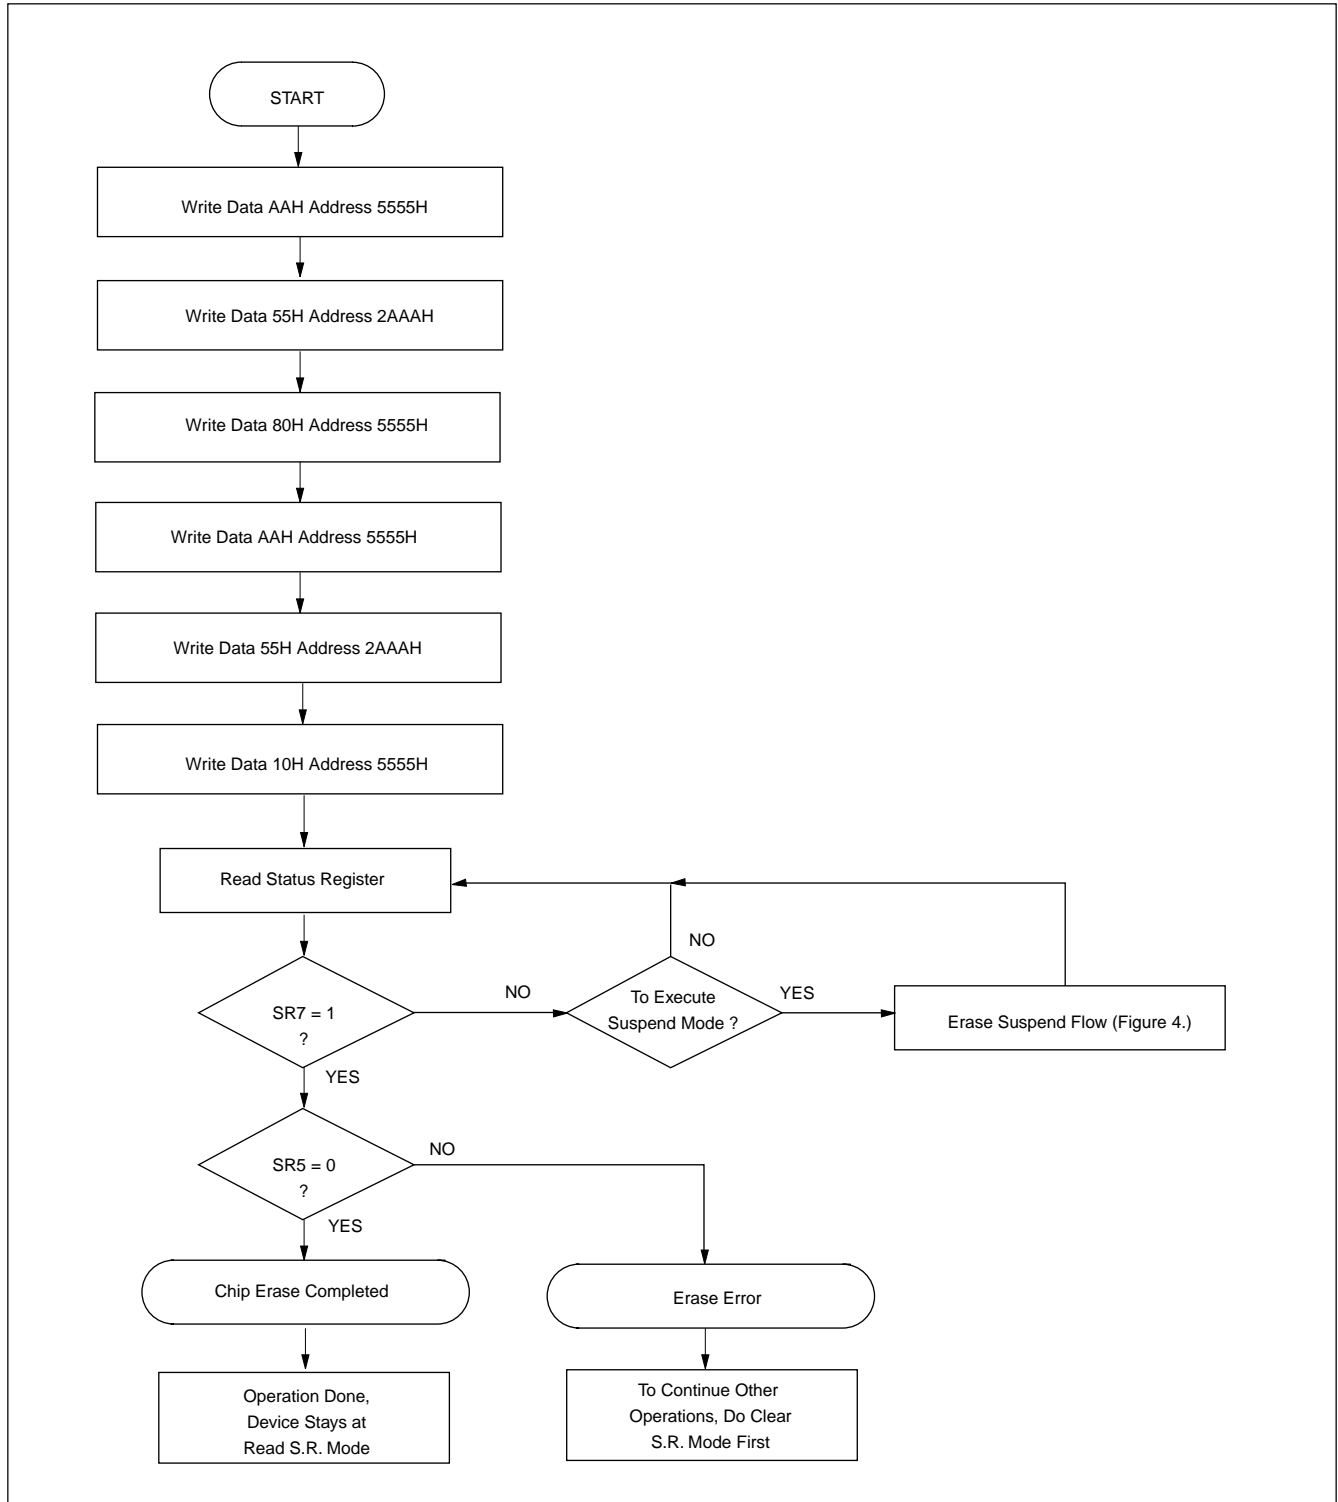 START
Write Data AAH Address 5555H
Write Data 55H Address 2AAAH
Write Data 80H Address 5555H
Write Data AAH Address 5555H
Write Data 55H Address 2AAAH
Write Data 10H Address 5555H
Read Status Register
NO
SR7 = 1
?
NO
To Execute
Suspend Mode ?
YES
Erase Suspend Flow (Figure 4.)
YES
SR5 = 0
?
NO
YES
Chip Erase Completed
Erase Error
Operation Done,
Device Stays at
Read S.R. Mode
To Continue Other
Operations, Do Clear
S.R. Mode First